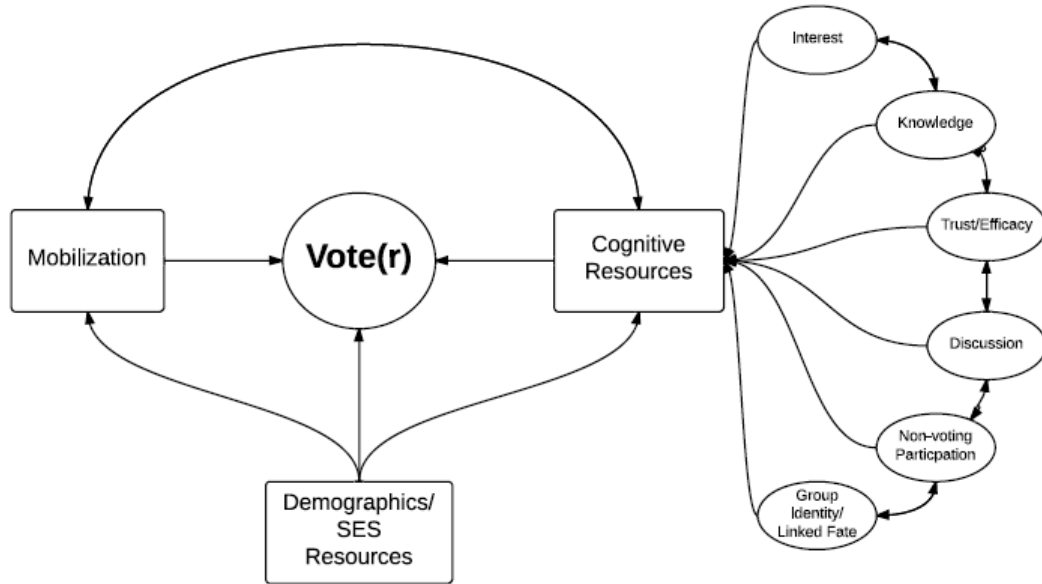 Interest
Knowledge
Mobilization
Vote(r)
Cognitive
Resources
Trust/Efficacy
Discussion
Non-voting
Particpation
Demographics/
SES
Resources
Group
Identity/
Linked Fate